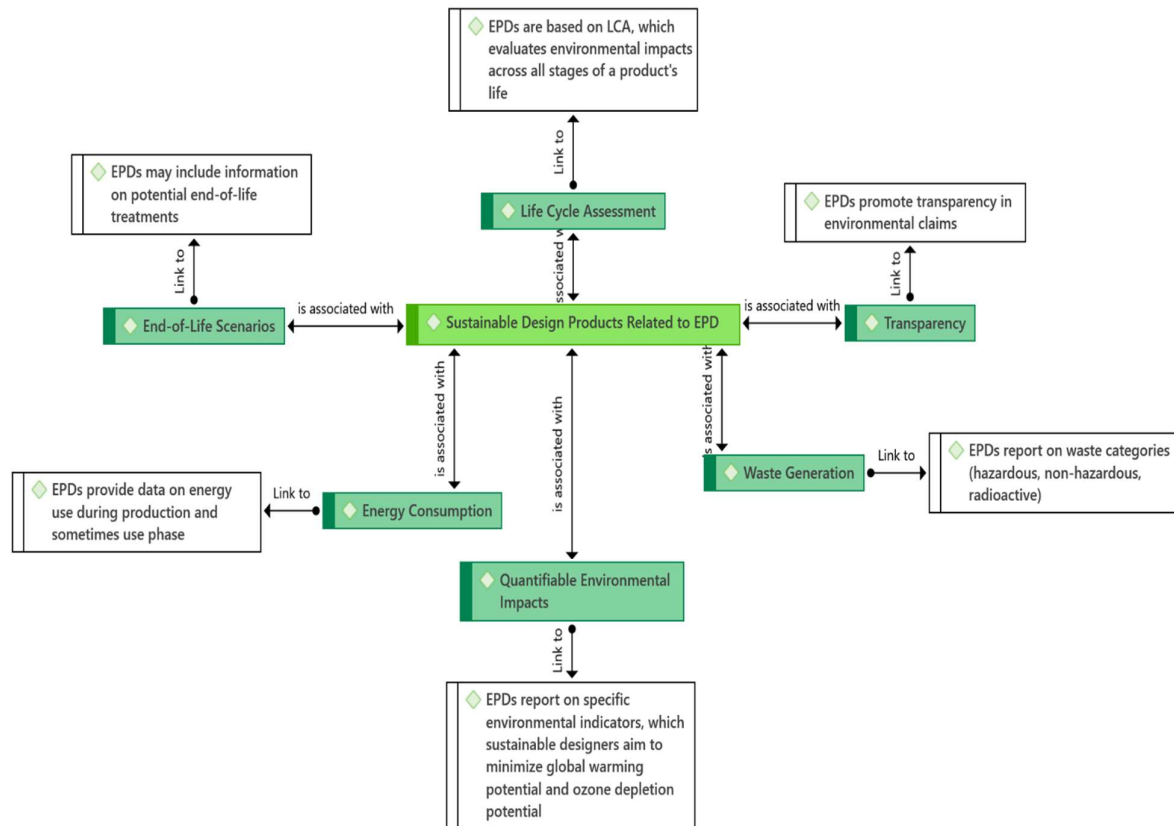 EPDs are based on LCA, which
evaluates environmental impacts
across all stages of a product's
life
Link to
EPDs may include information
on potential end-of-life
treatments
Link to
Life Cycle Assessment
EPDs promote transparency in
environmental claims
Link to
associated w
End-of-Life Scenarios
is associated with
Sustainable Design Products Related to EPD
is associated with
Transparency
is associated with
is associated with
is associated with
EPDs provide data on energy
use during production and
sometimes use phase
Link to
Energy Consumption
Waste Generation
Link to
EPDs report on waste categories
(hazardous, non-hazardous,
radioactive)
Quantifiable Environmental
Impacts
Link to
EPDs report on specific
environmental indicators, which
sustainable designers aim to
minimize global warming
potential and ozone depletion
potential